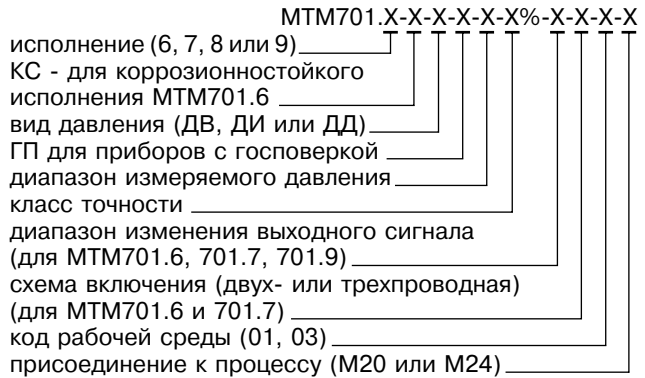 МТМ701.X-X-X-X-X-X%-X-X-X-X
исполнение (6, 7, 8 или 9)
КС - для коррозионностойкого
исполнения МТМ701.6
вид давления (ДВ, ДИ или ДД)
ГП для приборов с госповеркой
диапазон измеряемого давления
класс точности
диапазон изменения выходного сигнала
(для МТМ701.6, 701.7, 701.9)
схема включения (двух- или трехпроводная)
(для МТМ701.6 и 701.7)
код рабочей среды (01, 03)
присоединение к процессу (М20 или М24)